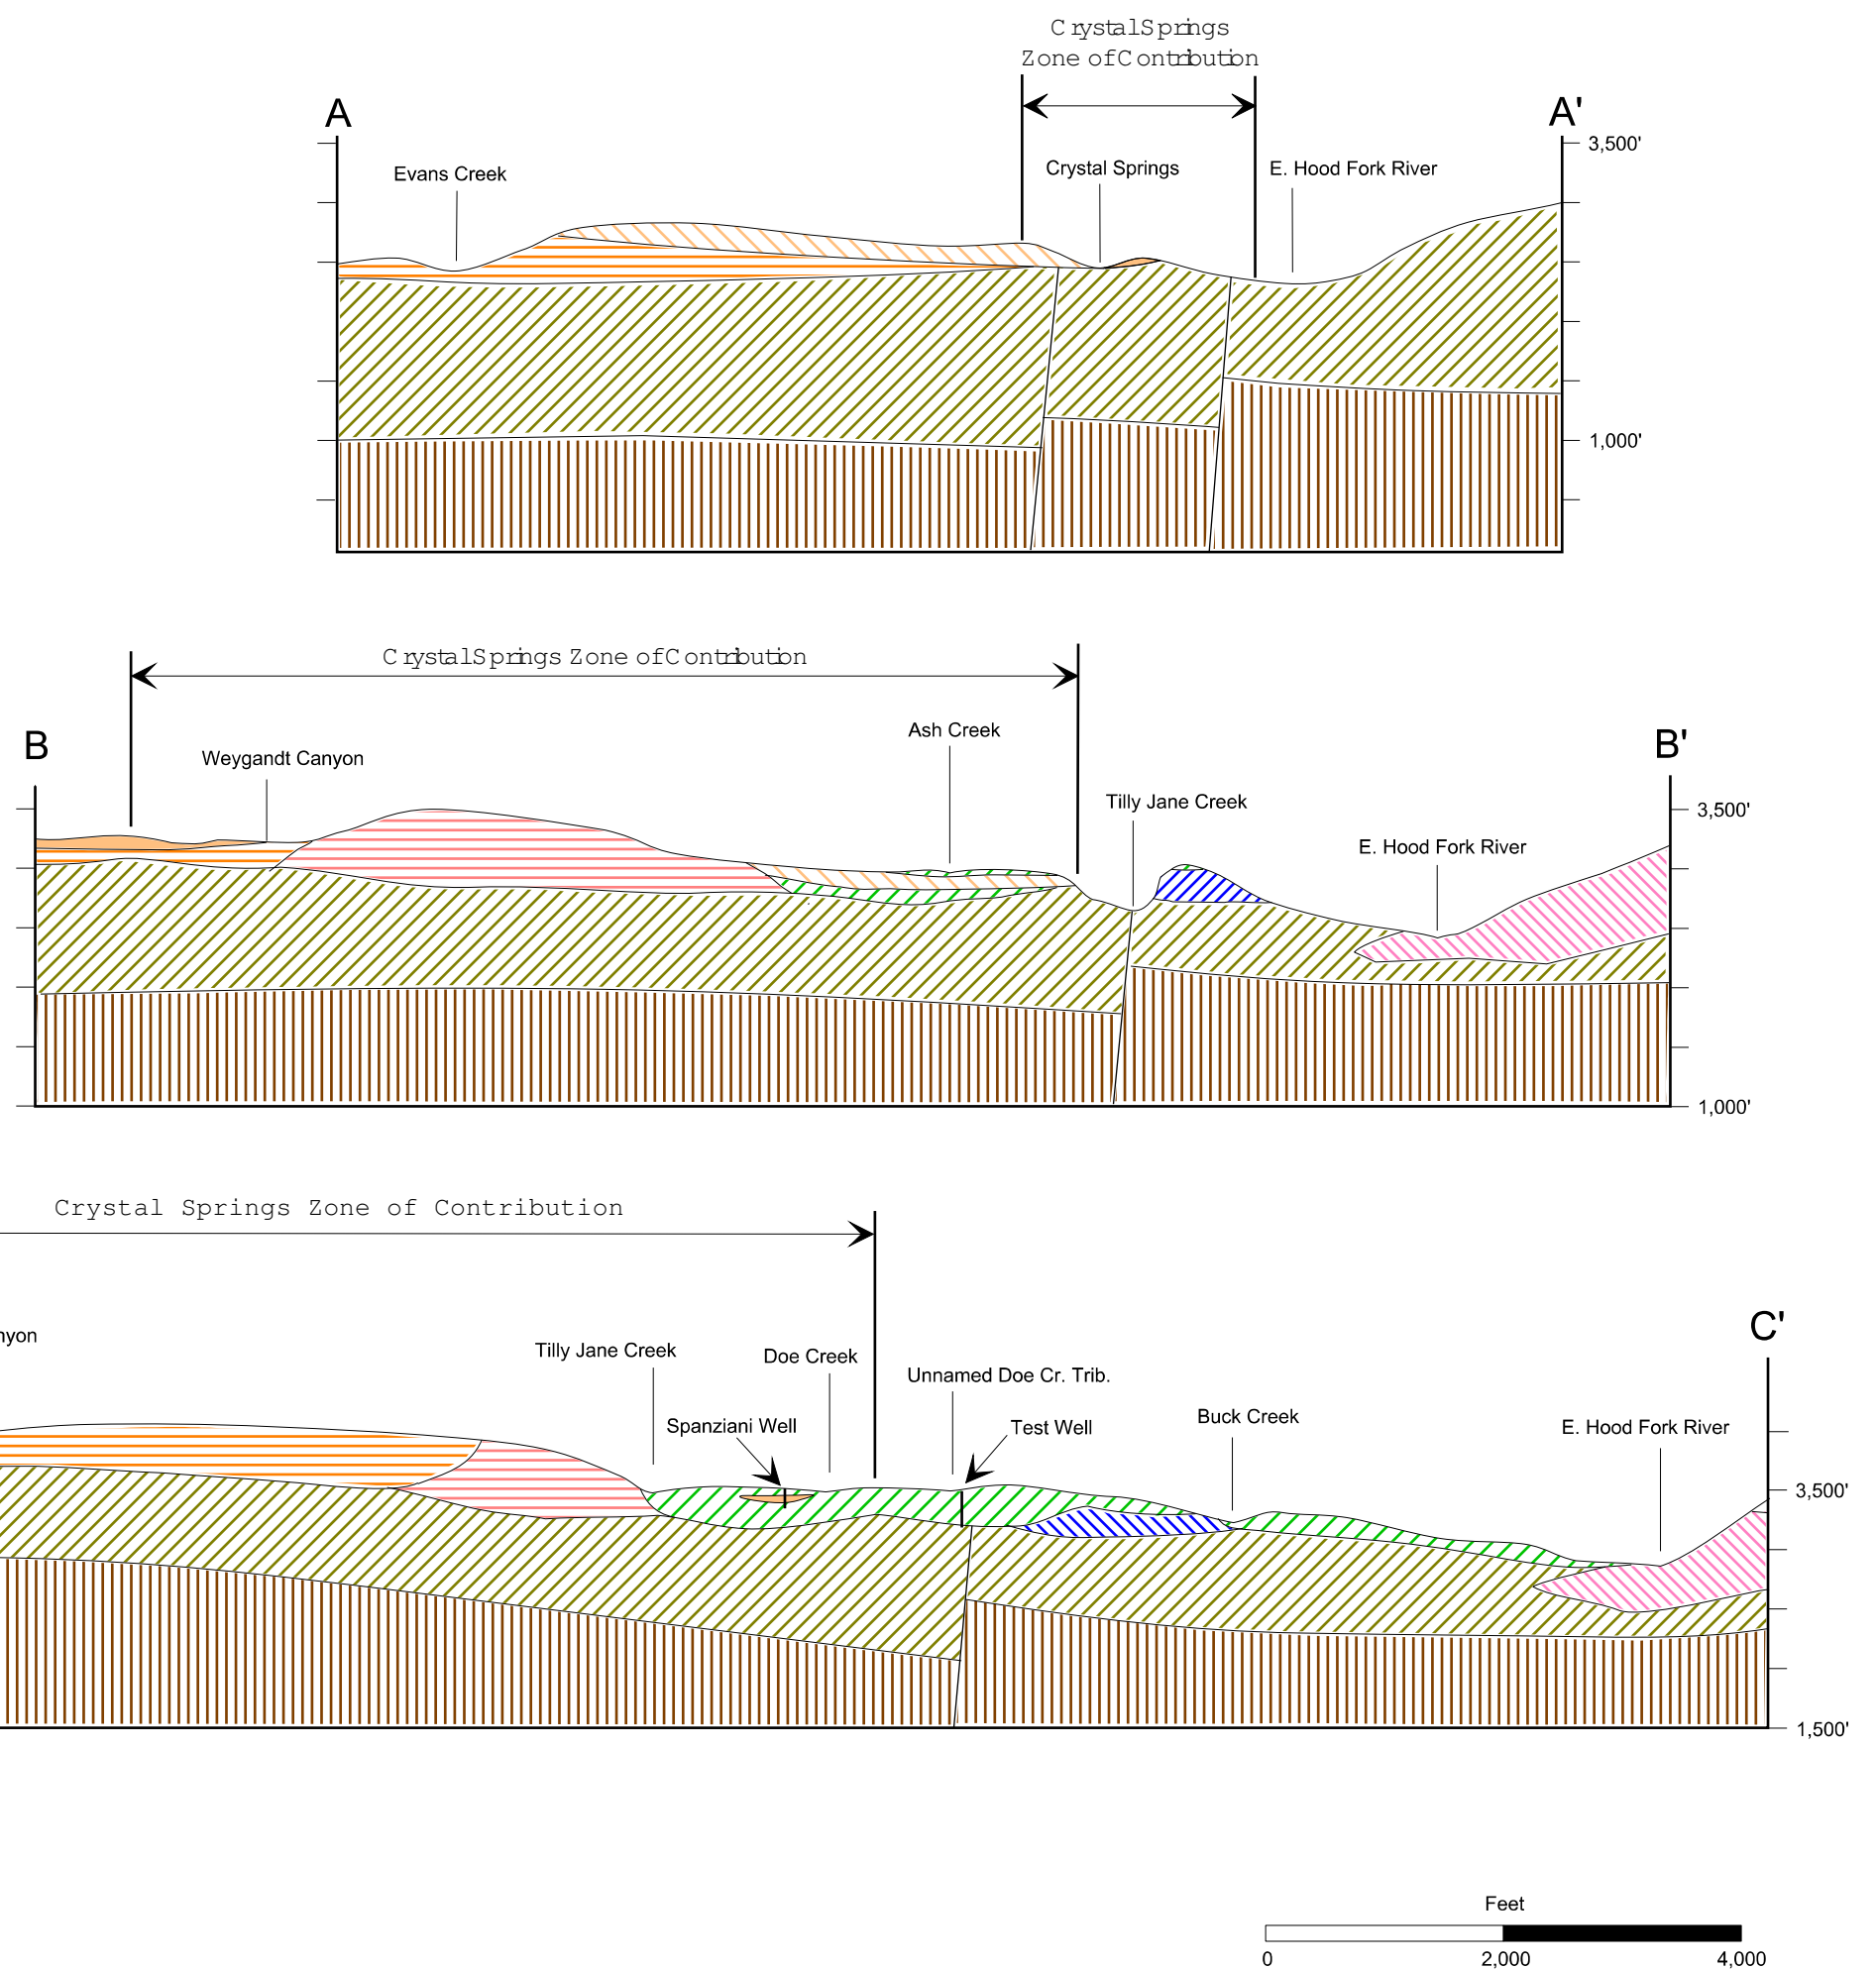 Crystal Springs
Zone of Contribution
A
A'
3,500'
Evans Creek
Crystal Springs
E. Hood Fork River
1,000'
Crystal Springs Zone of Contribution
B
B'
Weygandt Canyon
Ash Creek
Tilly Jane Creek
3,500'
E. Hood Fork River
1,000'
Crystal Springs Zone of Contribution
C'
nyon
Tilly Jane Creek
Doe Creek
Unnamed Doe Cr. Trib.
Spanziani Well
Test Well
Buck Creek
E. Hood Fork River
3,500'
1,500'
Feet
0 2,000 4,000